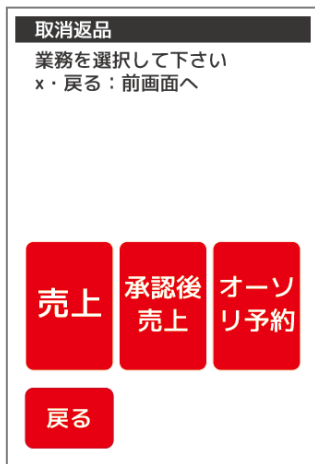 取消返品
業務を選択して下さい
x・戻る：前画面へ
売上
承認後
売上
オーソ
リ予約
戻る